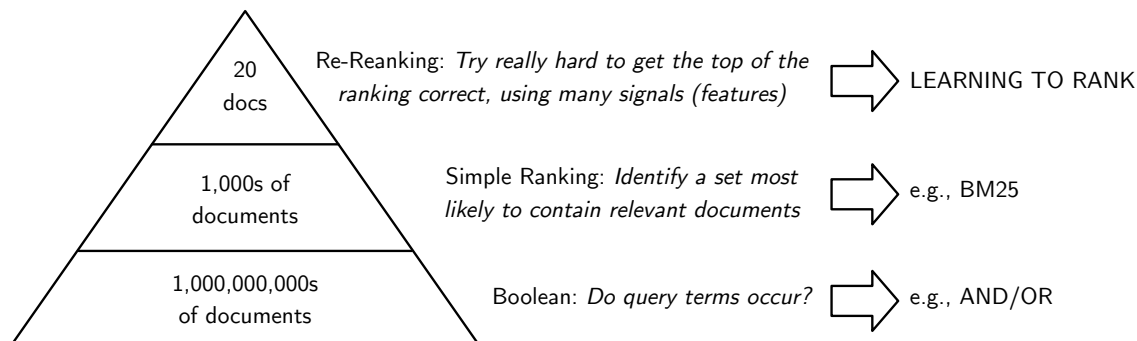 20
docs
Re-Reanking: Try really hard to get the top of the
ranking correct, using many signals (features)
LEARNING TO RANK
1,000s of
documents
Simple Ranking: Identify a set most
likely to contain relevant documents
e.g., BM25
1,000,000,000s
of documents
Boolean: Do query terms occur?
e.g., AND/OR